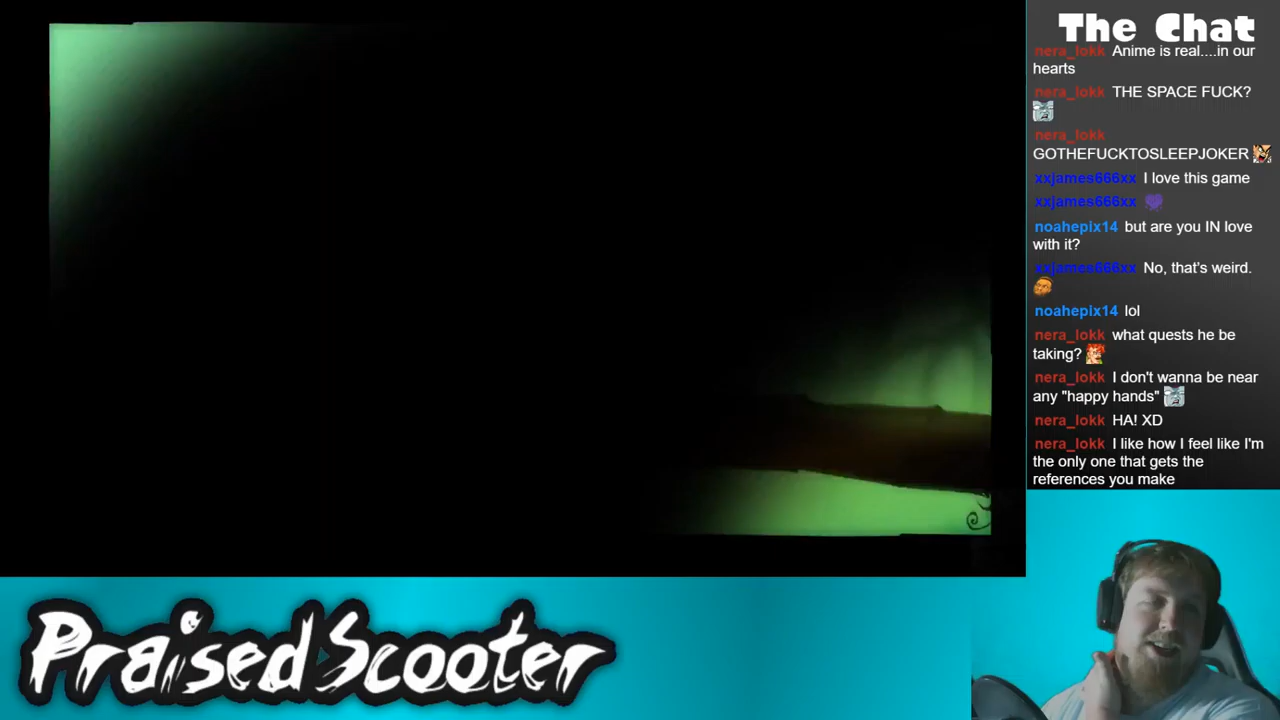 The Chat
nera_lokk Anime is real....in our
hearts
nera_lokk THE SPACE FUCK?
nera_lokk
GOTHEFUCKTOSLEEPJOKER
xxjames666xx I love this game
xxjames666xx
noahepix14 but are you IN love
with it?
xxjames666xx No, that's weird.
noahepix14 lol
nera_lokk what quests he be
taking?
nera_lokk I don't wanna be near
any "happy hands"
nera_lokk HA! XD
nera_lokk I like how I feel like I'm
the only one that gets the
references you make
PraisedScooter